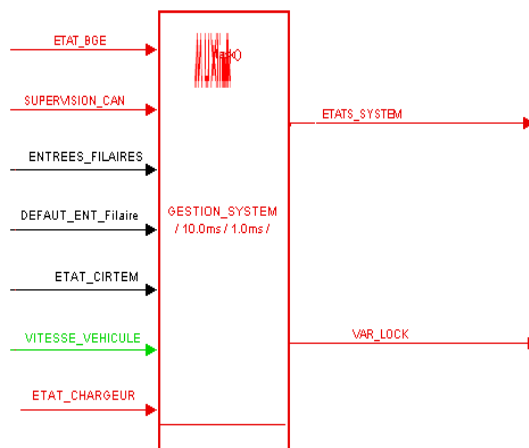 ETAT_BGE
SUPERVISION_CAN
ETATS_SYSTEM
ENTREES_FILAIRES
DEFAUT_ENT_Filaire
GESTION_SYSTEM
/ 10.0ms / 1.0ms /
ETAT_CIRTEM
VITESSE_VEHICULE
VAR_LOCK
ETAT_CHARGEUR